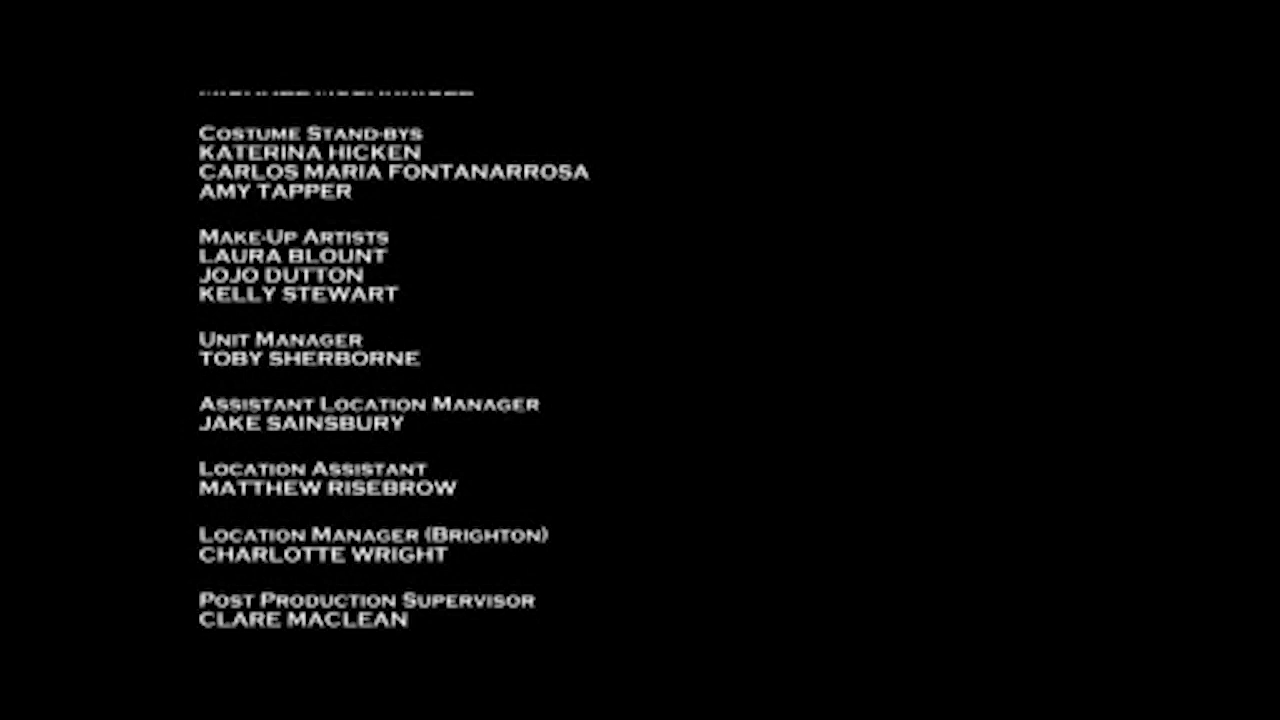 Costume Stand-bys
KATERINA HICKEN
CARLOS MARIA FONTANARROSA
AMY TAPPER
Make-Up Artists
LAURA BLOUNT
JOJO DUTTON
KELLY STEWART
Unit Manager
TOBY SHERBORNE
Assistant Location Manager
JAKE SAINSBURY
Location Assistant
MATTHEW RISEBROW
Location Manager (Brighton)
CHARLOTTE WRIGHT
Post Production Supervisor
CLARE MACLEAN